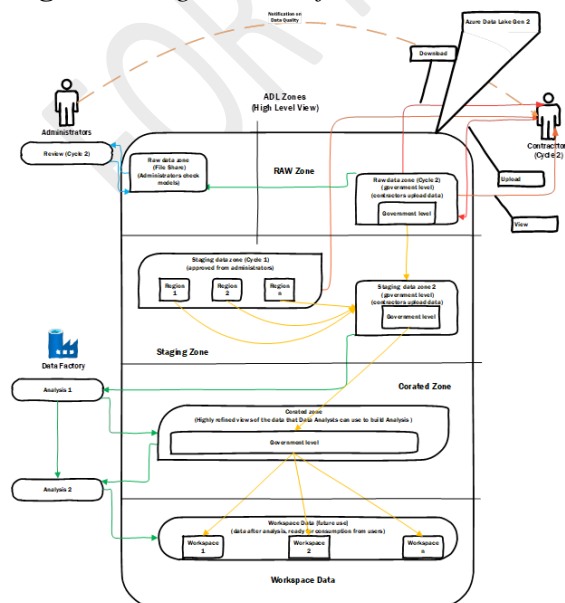 Notification on
Data Quality
Azure Data Lake Gen 2
Download
ADL Zones
(High Level View)
Administrators
Contractor
(Cycle 2)
Review (Cycle 2)
Raw data zone
(File Share)
(Administrators check
models)
RAW Zone
Raw data zone (Cycle 2)
(government level)
(contractors upload data)
Government level
Upload
View
Staging data zone (Cycle 1)
(approved from administrators)
Region
1
Region
2
Region
n
Staging data zone 2
(government level)
(contractors upload data)
Government level
Staging Zone
Data Factory
Analysis 1
Corated Zone
Corated zone
(Highly refined views of the data that Data Analysts can use to build Analysis )
Government level
Analysis 2
Workspace Data (future use)
(data after analysis, ready for consumption from users)
Workspace
1
Workspace
2
Workspace
n
Workspace Data